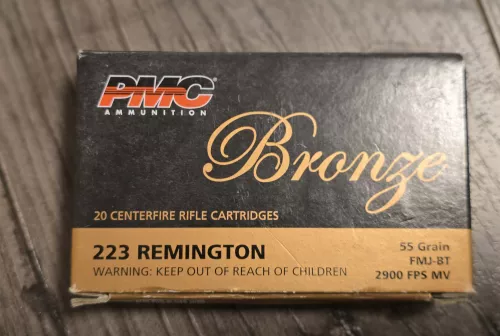 PMC
AMMUNITION
Bronze
20 CENTERFIRE RIFLE CARTRIDGES
223 REMINGTON
WARNING: KEEP OUT OF REACH OF CHILDREN
55 Grain
FMJ-BT
2900 FPS MV